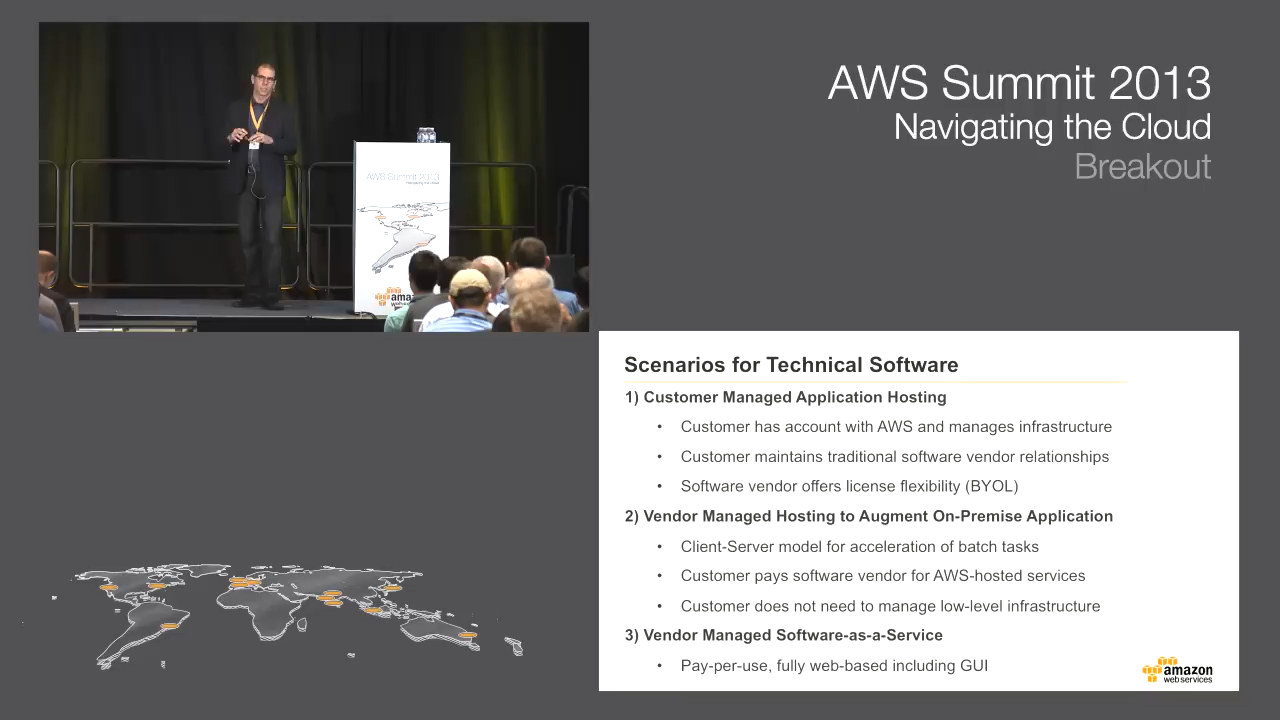 AWS Summit 2013
Navigating the Cloud
Breakout
AWS Summit 2013
Navigating the Cloud
Scenarios for Technical Software
1) Customer Managed Application Hosting
• Customer has account with AWS and manages infrastructure
• Customer maintains traditional software vendor relationships
• Software vendor offers license flexibility (BYOL)
2) Vendor Managed Hosting to Augment On-Premise Application
• Client-Server model for acceleration of batch tasks
• Customer pays software vendor for AWS-hosted services
• Customer does not need to manage low-level infrastructure
3) Vendor Managed Software-as-a-Service
• Pay-per-use, fully web-based including GUI
amazon
web services